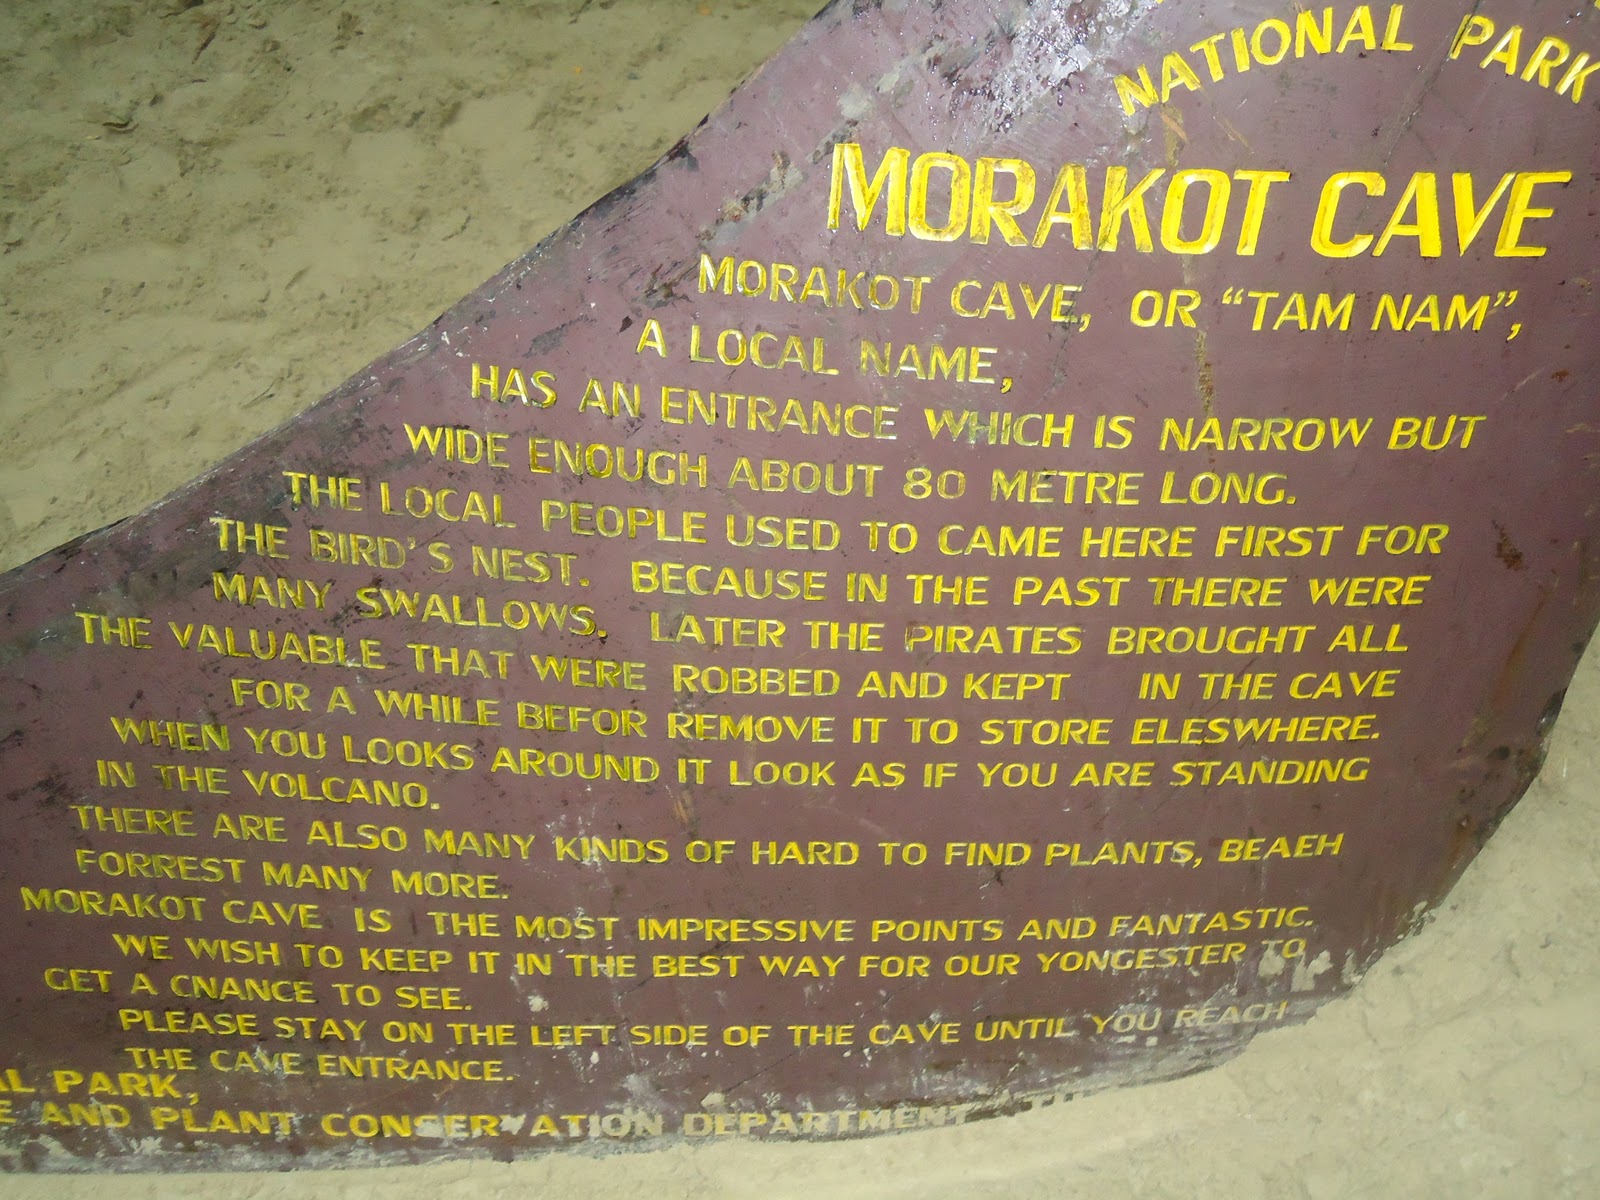 NATIONAL PARK
MORAKOT CAVE
MORAKOT CAVE, OR “TAM NAM”,
A LOCAL NAME,
HAS AN ENTRANCE WHICH IS NARROW BUT
WIDE ENOUGH ABOUT 80 METRE LONG.
THE LOCAL PEOPLE USED TO CAME HERE FIRST FOR
THE BIRD'S NEST. BECAUSE IN THE PAST THERE WERE
MANY SWALLOWS. LATER THE PIRATES BROUGHT ALL
THE VALUABLE THAT WERE ROBBED AND KEPT IN THE CAVE
FOR A WHILE BEFOR REMOVE IT TO STORE ELESWHERE.
WHEN YOU LOOKS AROUND IT LOOK AS IF YOU ARE STANDING
IN THE VOLCANO.
THERE ARE ALSO MANY KINDS OF HARD TO FIND PLANTS, BEAEH
FORREST MANY MORE.
MORAKOT CAVE IS THE MOST IMPRESSIVE POINTS AND FANTASTIC.
WE WISH TO KEEP IT IN THE BEST WAY FOR OUR YONGESTER TO
GET A CNANCE TO SEE.
PLEASE STAY ON THE LEFT SIDE OF THE CAVE UNTIL YOU REACH
THE CAVE ENTRANCE.
AL PARK,
E AND PLANT CONSERVATION DEPARTMENT